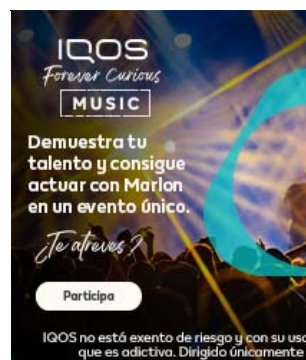 IQOS
Forever Curious
MUSIC
Demuestra tu
talento y consigue
actuar con Marlon
en un evento único.
¿Te atreves?
Participa
IQOS no está exento de riesgo y con su uso
que es adictiva. Dirigido únicamente